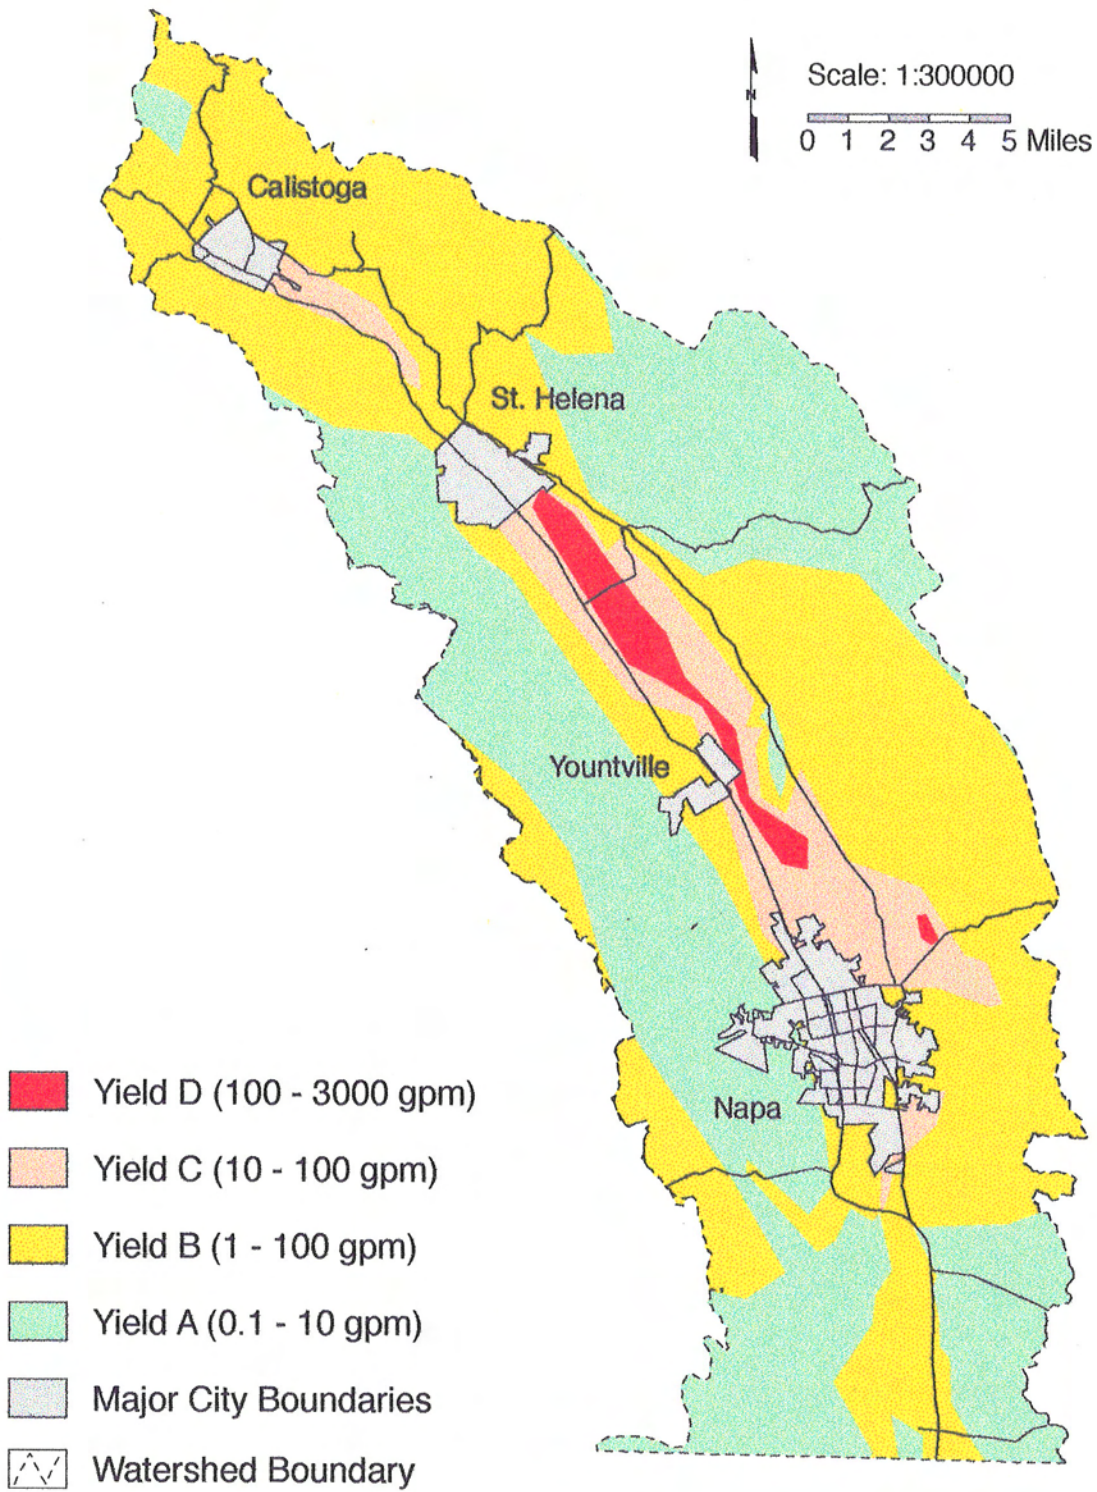 Scale: 1:300000
N
0 1 2 3 4 5 Miles
Calistoga
St. Helena
Yountville
Napa
Yield D (100 - 3000 gpm)
Yield C (10 - 100 gpm)
Yield B (1 - 100 gpm)
Yield A (0.1 - 10 gpm)
Major City Boundaries
Watershed Boundary